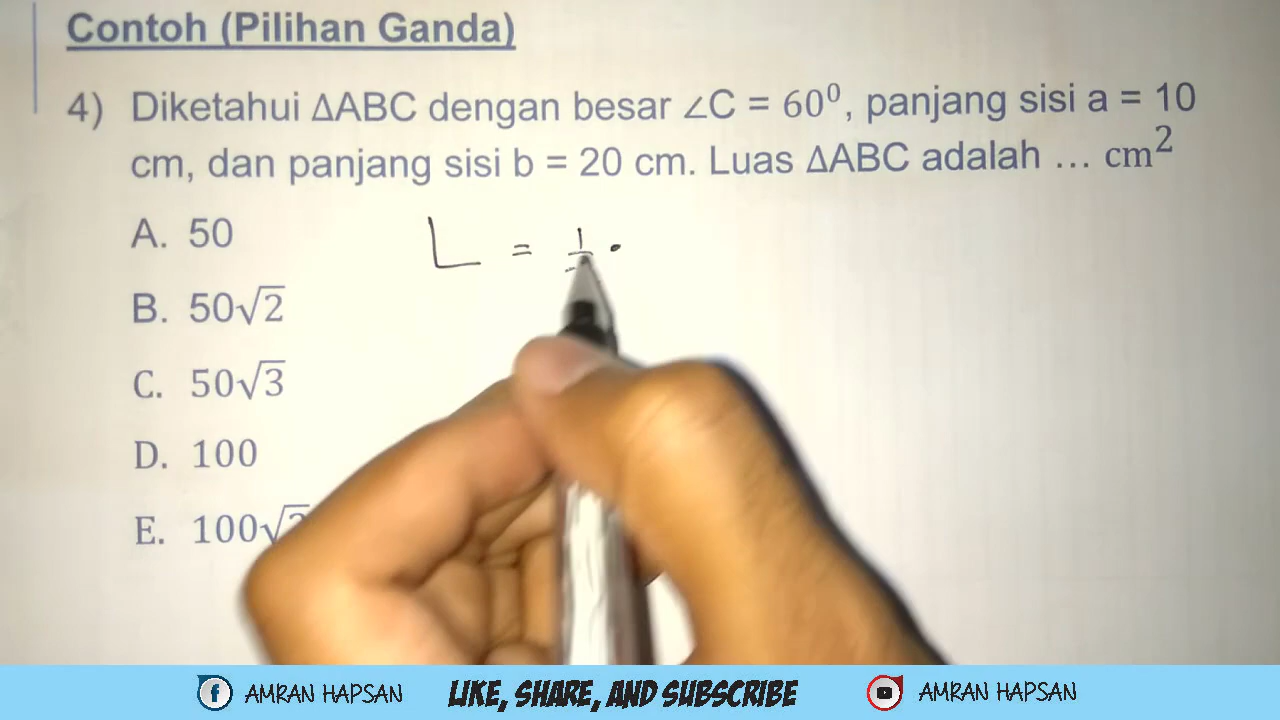 Contoh (Pilihan Ganda)
4) Diketahui ΔABC dengan besar ∠C = 60⁰, panjang sisi a = 10
cm, dan panjang sisi b = 20 cm. Luas ΔABC adalah … cm²
A. 50
L = 1 ·
B. 50√2
C. 50√3
D. 100
E. 100√
AMRAN HAPSAN
LIKE, SHARE, AND SUBSCRIBE
AMRAN HAPSAN